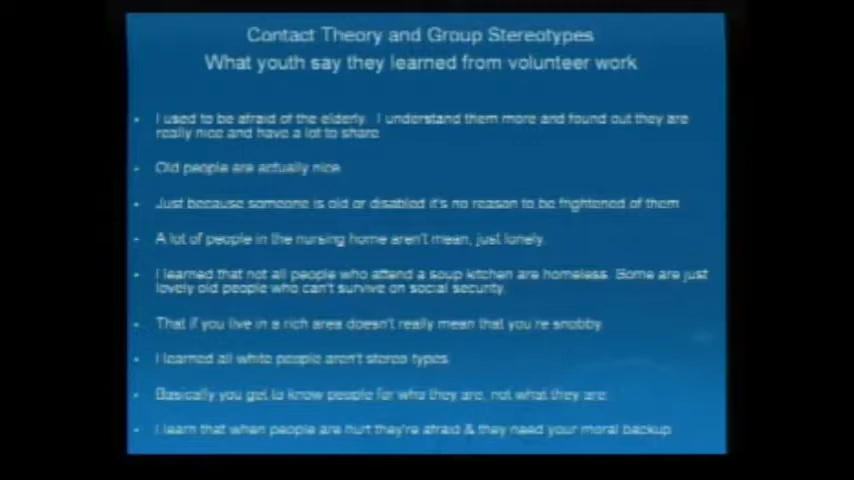 Contact Theory and Group Stereotypes
What youth say they learned from volunteer work
• I used to be afraid of the elderly. I understand them more and found out they are
really nice and have a lot to share
• Old people are actually nice
• Just because someone is old or disabled it's no reason to be frightened of them
• A lot of people in the nursing home aren't mean, just lonely.
• I learned that not all people who attend a soup kitchen are homeless. Some are just
lovely old people who can't survive on social security.
• That if you live in a rich area doesn't really mean that you're snobby
• I learned all white people aren't stereo types
• Basically you get to know people for who they are, not what they are
• I learn that when people are hurt they're afraid & they need your moral backup